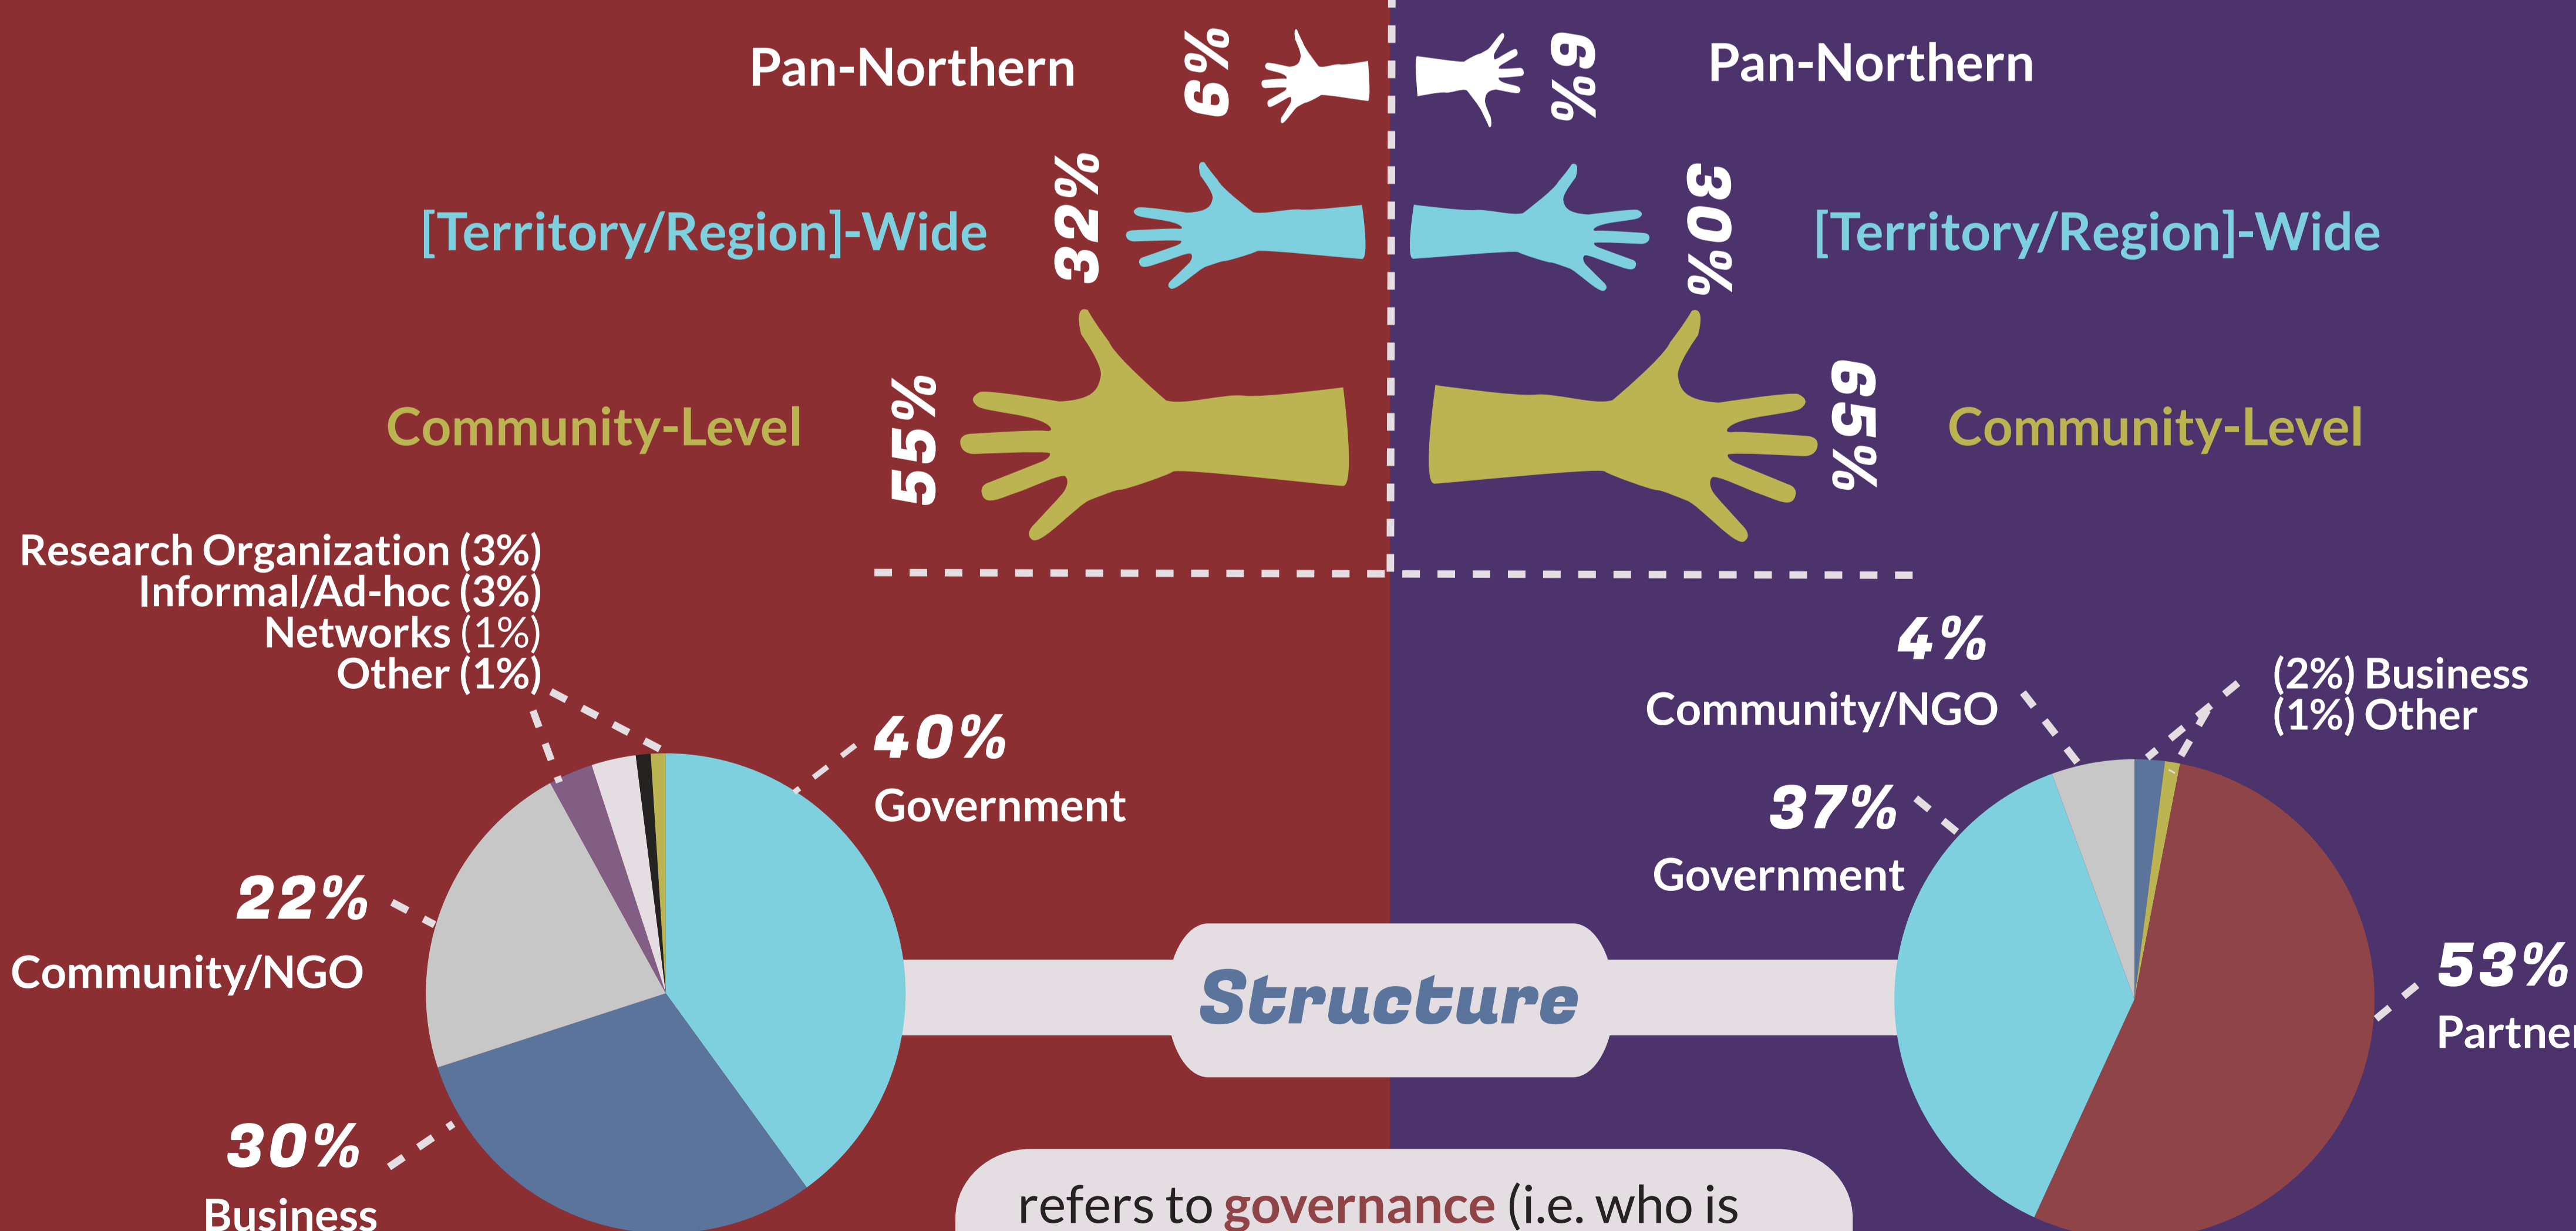 Pan-Northern
6%
6%
Pan-Northern
[Territory/Region]-Wide
32%
30%
[Territory/Region]-Wide
Community-Level
55%
65%
Community-Level
Research Organization (3%)
Informal/Ad-hoc (3%)
Networks (1%)
Other (1%)
40%
Government
22%
Community/NGO
30%
Business
4%
Community/NGO
(2%) Business
(1%) Other
37%
Government
53%
Structure
refers to governance (i.e. who is